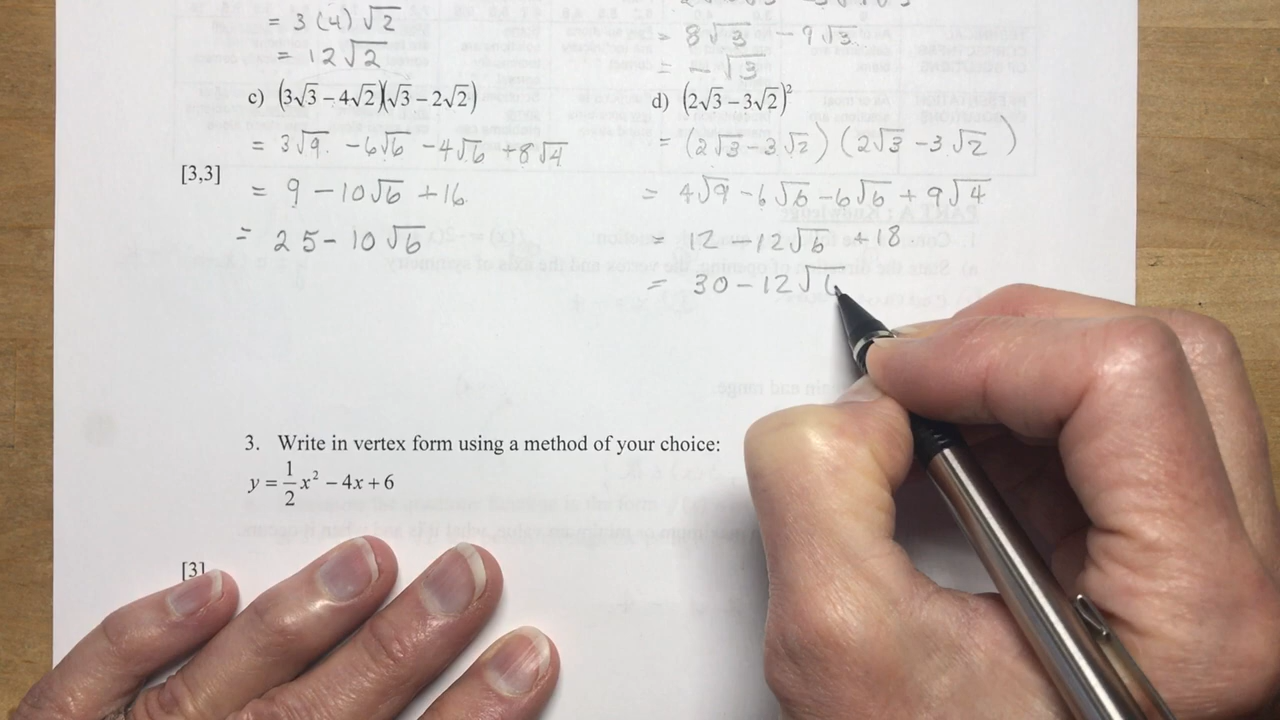 = 3(4)√2
= 12√2
= 8√3 - 9√3
= -√3
c) (3√3 – 4√2)(√3 – 2√2)
= 3√9 - 6√6 - 4√6 + 8√4
[3,3]
= 9 - 10√6 + 16
= 25 - 10√6
d) (2√3 – 3√2)²
= (2√3 - 3√2)(2√3 - 3√2)
= 4√9 - 6√6 - 6√6 + 9√4
= 12 - 12√6 + 18
= 30 - 12√6
3. Write in vertex form using a method of your choice:
y = 1/2 x² – 4x + 6
[3]